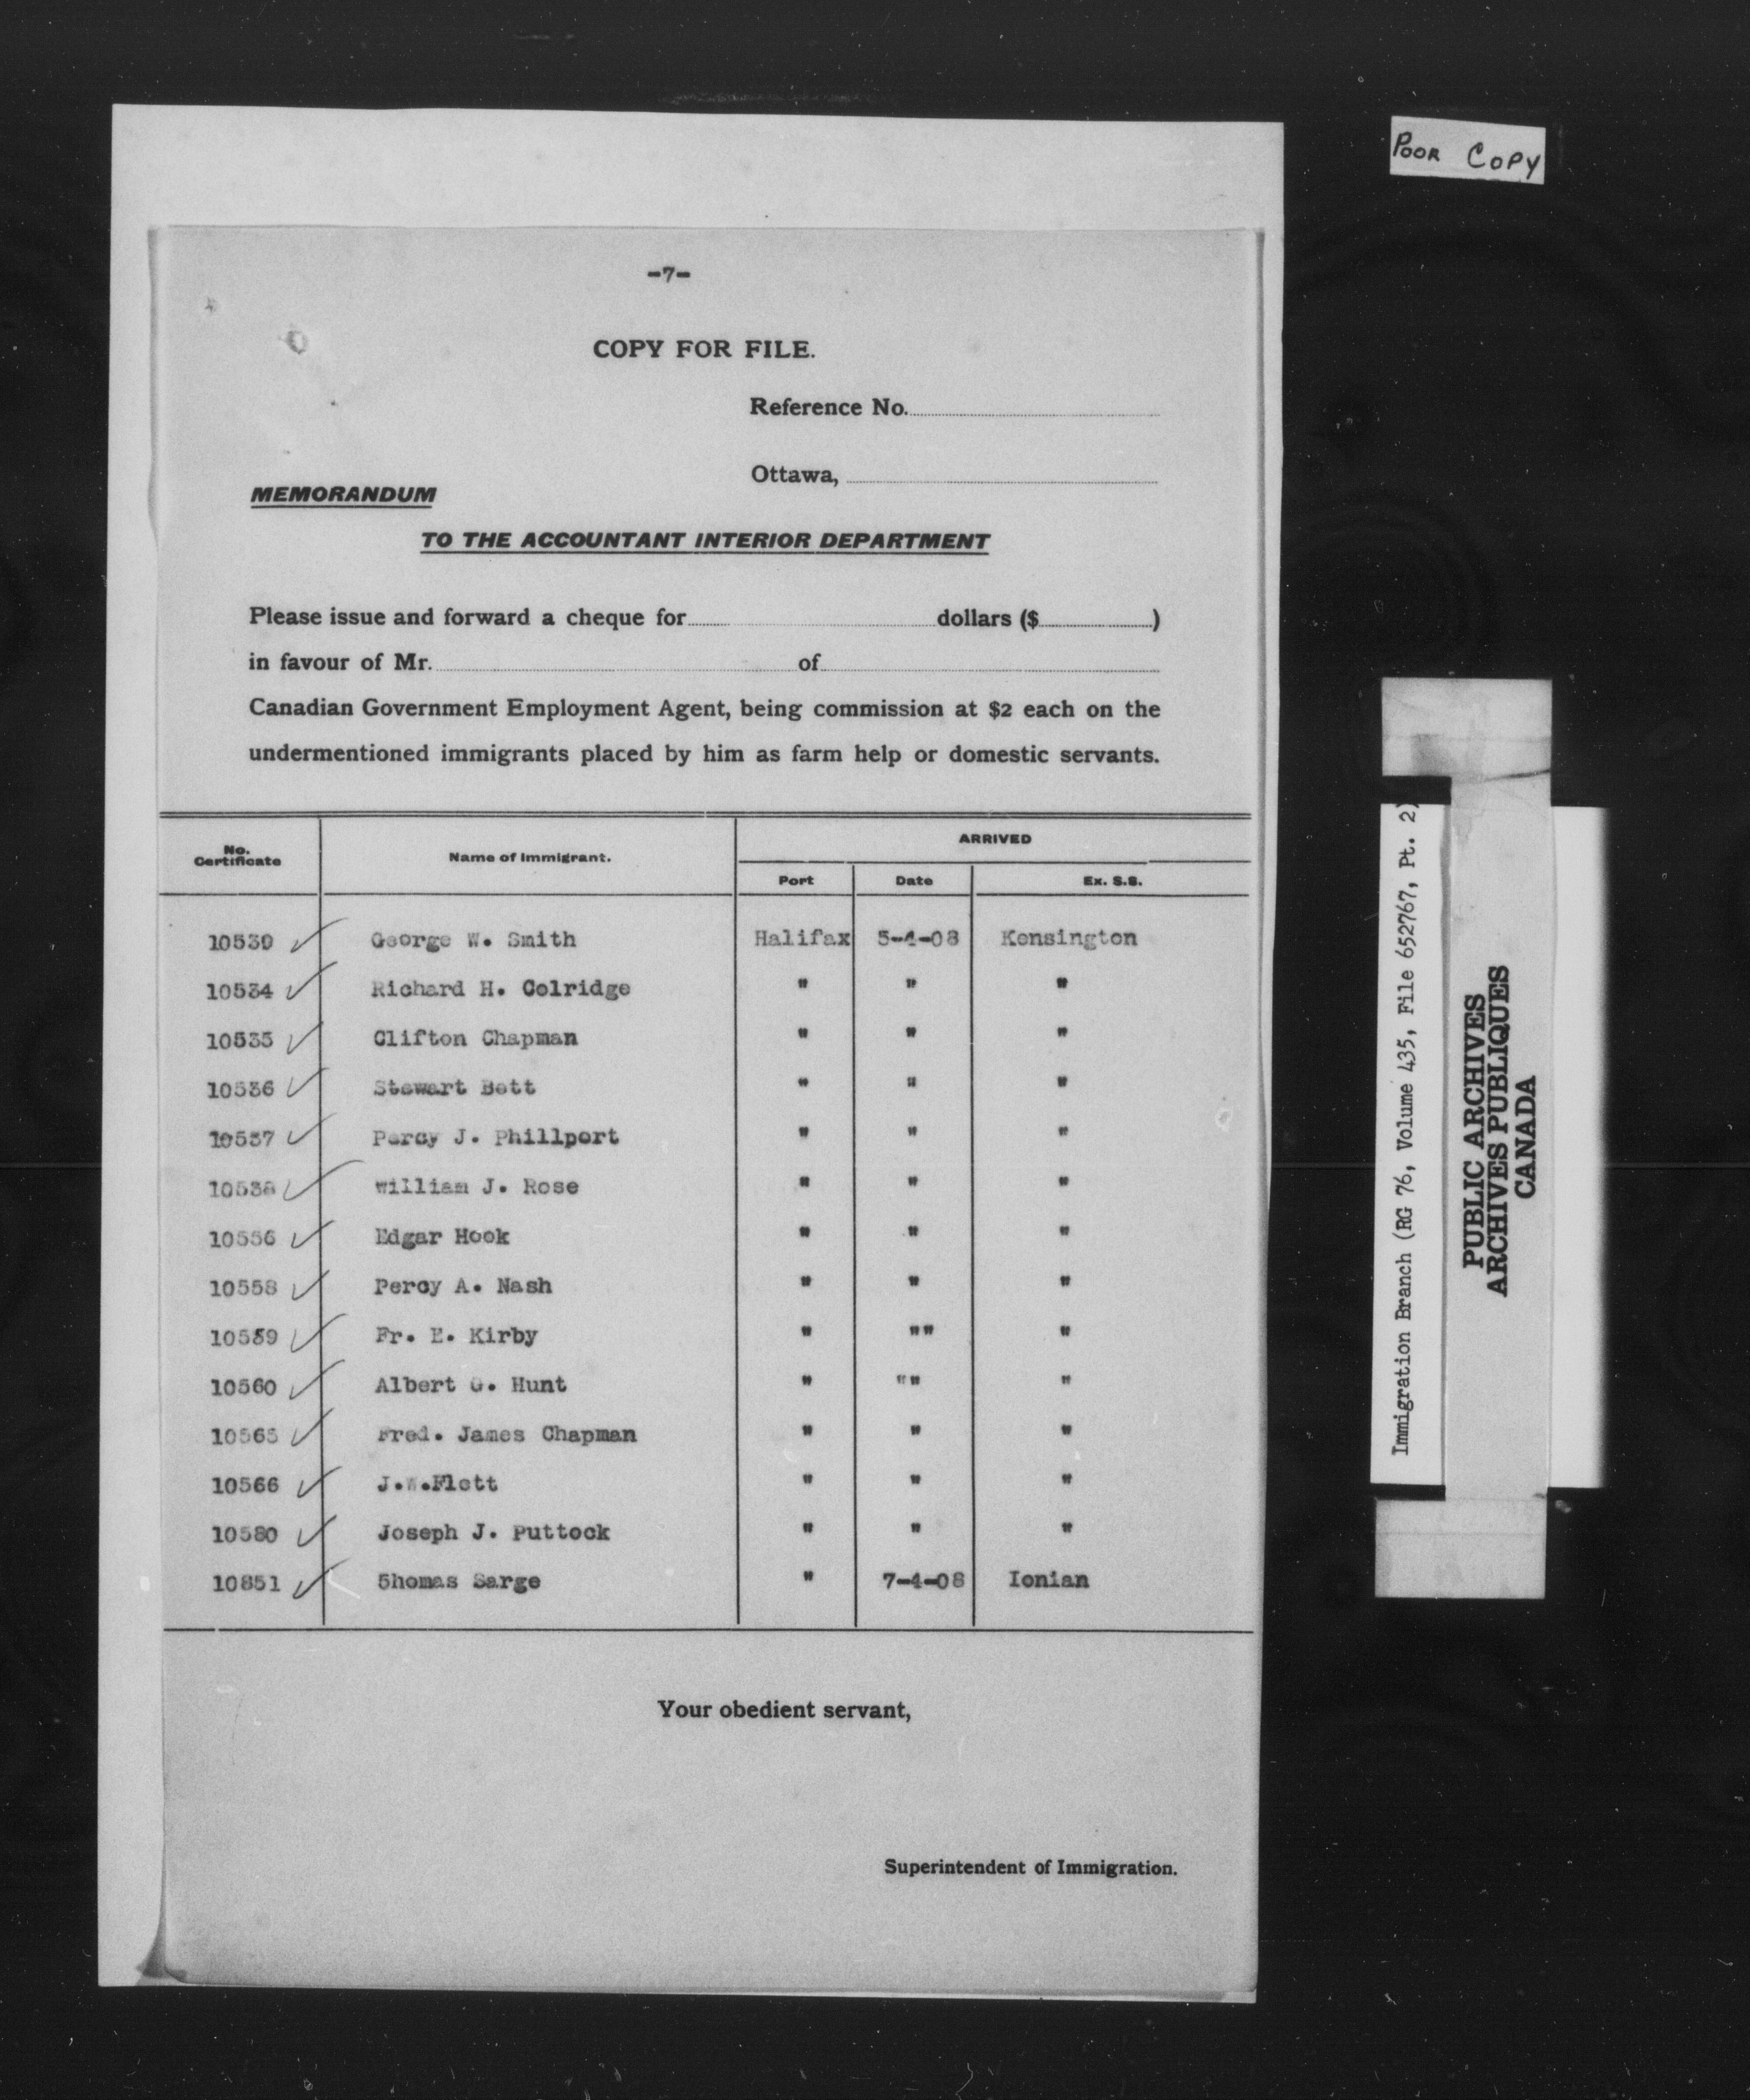 -7-
COPY FOR FILE.
Reference No.
Ottawa,
MEMORANDUM
TO THE ACCOUNTANT INTERIOR DEPARTMENT
Please issue and forward a cheque for dollars ($ )
in favour of Mr. of
Canadian Government Employment Agent, being commission at $2 each on the
undermentioned immigrants placed by him as farm help or domestic servants.
No. Certificate Name of Immigrant. ARRIVED
Port Date Ex. S.S.
10530 ✓ George W. Smith Halifax 5-4-08 Kensington
10534 ✓ Richard H. Colridge " " "
10535 ✓ Clifton Chapman " " "
10536 ✓ Stewart Bett " " "
10537 ✓ Percy J. Phillport " " "
10538 ✓ William J. Rose " " "
10556 ✓ Edgar Hook " " "
10558 ✓ Percy A. Nash " " "
10559 ✓ Fr. E. Kirby " "" "
10560 ✓ Albert G. Hunt " "" "
10565 ✓ Fred. James Chapman " " "
10566 ✓ J.W.Flett " " "
10580 ✓ Joseph J. Puttock " " "
10851 ✓ 5homas Sarge " 7-4-08 Ionian
Your obedient servant,
Superintendent of Immigration.
POOR COPY
Immigration Branch (RG 76, Volume 435, File 652767, Pt. 2)
PUBLIC ARCHIVES
ARCHIVES PUBLIQUES
CANADA